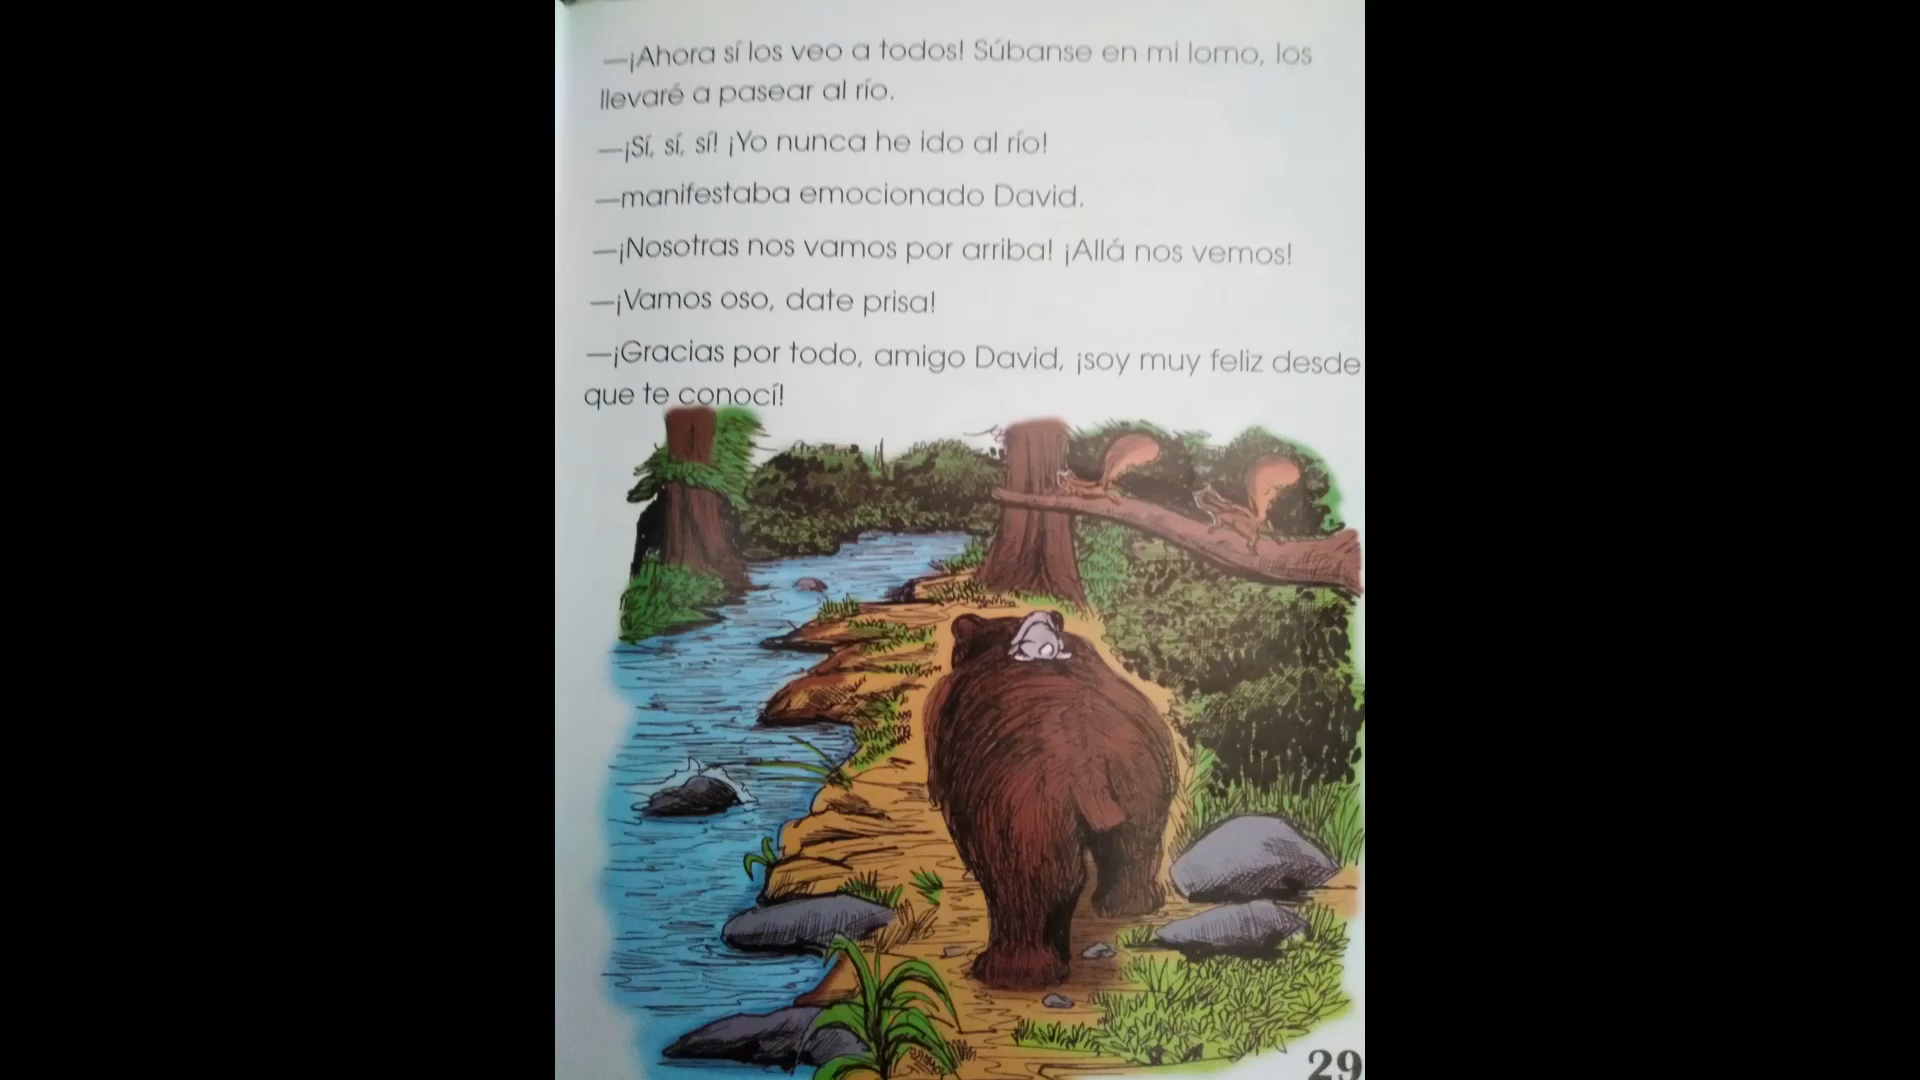 —¡Ahora sí los veo a todos! Súbanse en mi lomo, los
llevaré a pasear al río.
—¡Sí, sí, sí! ¡Yo nunca he ido al río!
—manifestaba emocionado David.
—¡Nosotras nos vamos por arriba! ¡Allá nos vemos!
—¡Vamos oso, date prisa!
—¡Gracias por todo, amigo David, ¡soy muy feliz desde
que te conocí!
29